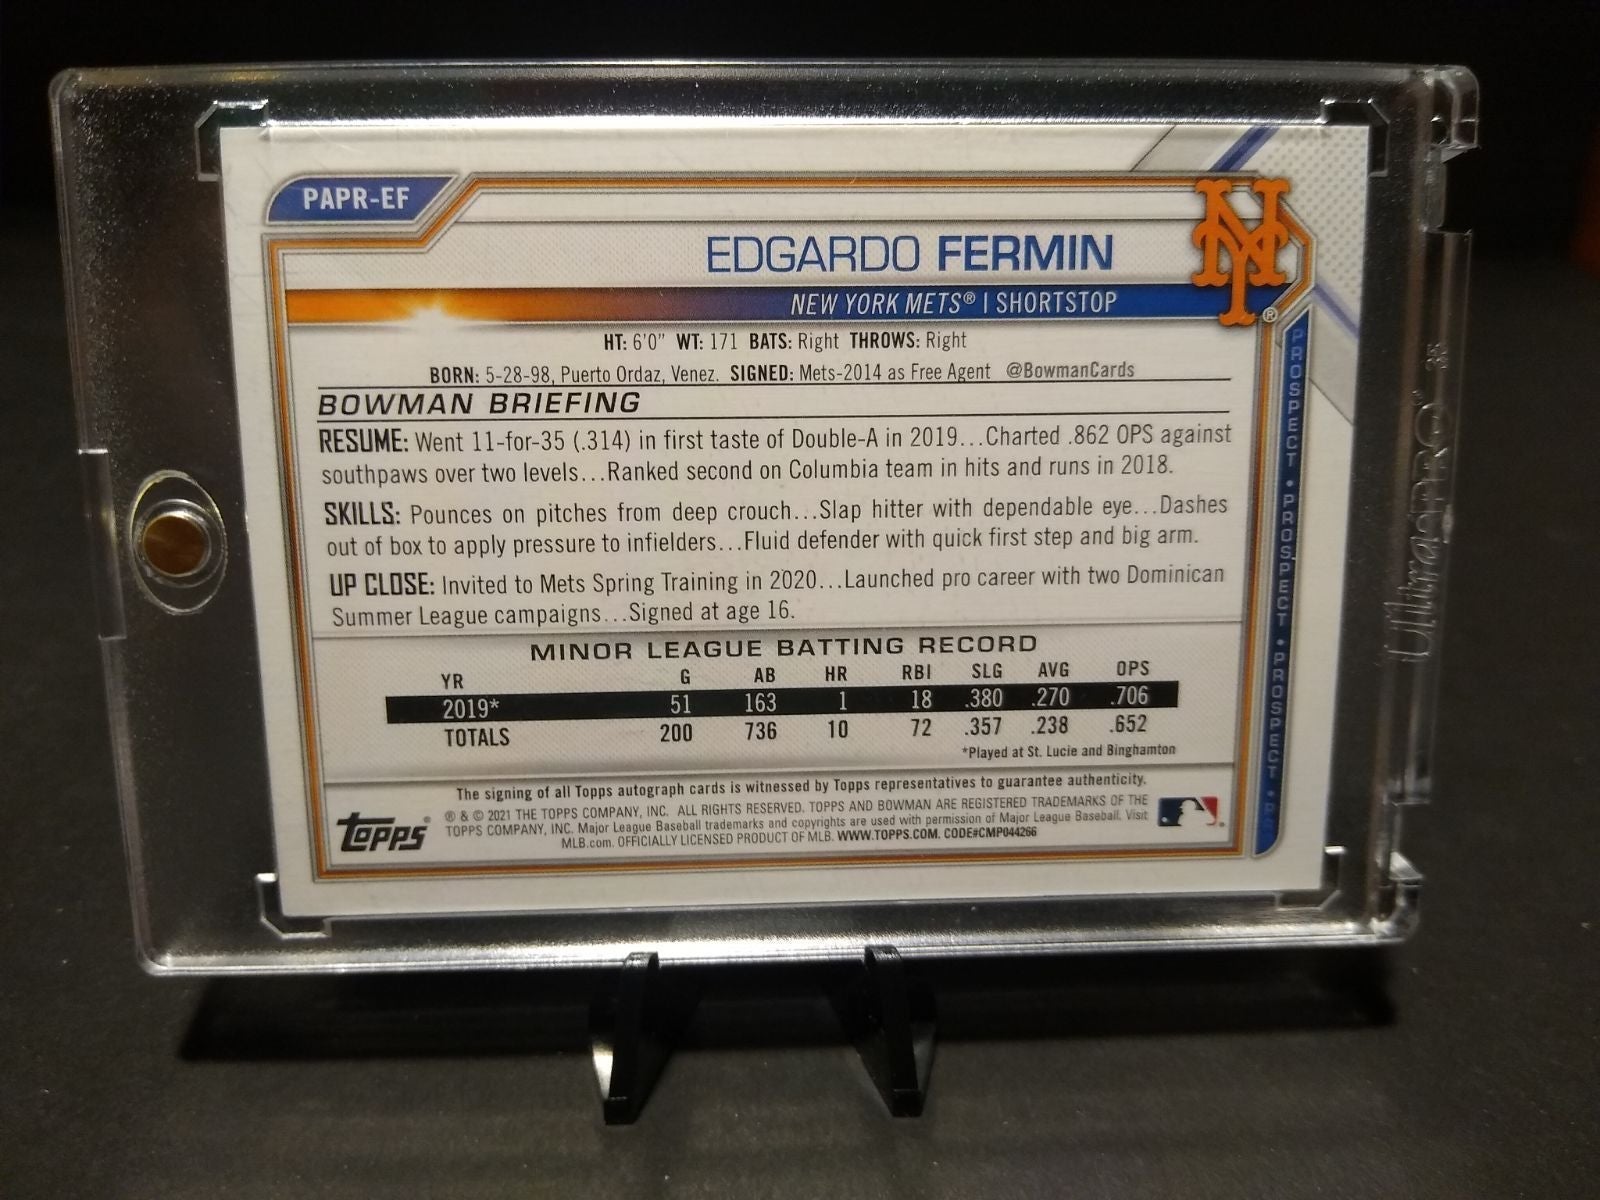 PAPR-EF
EDGARDO FERMIN
NY
NEW YORK METS® | SHORTSTOP
HT: 6'0" WT: 171 BATS: Right THROWS: Right
BORN: 5-28-98, Puerto Ordaz, Venez. SIGNED: Mets-2014 as Free Agent @BowmanCards
BOWMAN BRIEFING
RESUME: Went 11-for-35 (.314) in first taste of Double-A in 2019...Charted .862 OPS against
southpaws over two levels...Ranked second on Columbia team in hits and runs in 2018.
SKILLS: Pounces on pitches from deep crouch...Slap hitter with dependable eye...Dashes
out of box to apply pressure to infielders...Fluid defender with quick first step and big arm.
UP CLOSE: Invited to Mets Spring Training in 2020...Launched pro career with two Dominican
Summer League campaigns...Signed at age 16.
MINOR LEAGUE BATTING RECORD
YR G AB HR RBI SLG AVG OPS
2019* 51 163 1 18 .380 .270 .706
TOTALS 200 736 10 72 .357 .238 .652
*Played at St. Lucie and Binghamton
The signing of all Topps autograph cards is witnessed by Topps representatives to guarantee authenticity.
topps®
® & © 2021 THE TOPPS COMPANY, INC. ALL RIGHTS RESERVED. TOPPS AND BOWMAN ARE REGISTERED TRADEMARKS OF THE
TOPPS COMPANY, INC. Major League Baseball trademarks and copyrights are used with permission of Major League Baseball. Visit
MLB.com. OFFICIALLY LICENSED PRODUCT OF MLB. WWW.TOPPS.COM. CODE#CMP044266
PROSPECT • PROSPECT • PROSPECT • PR
Ultra PRO